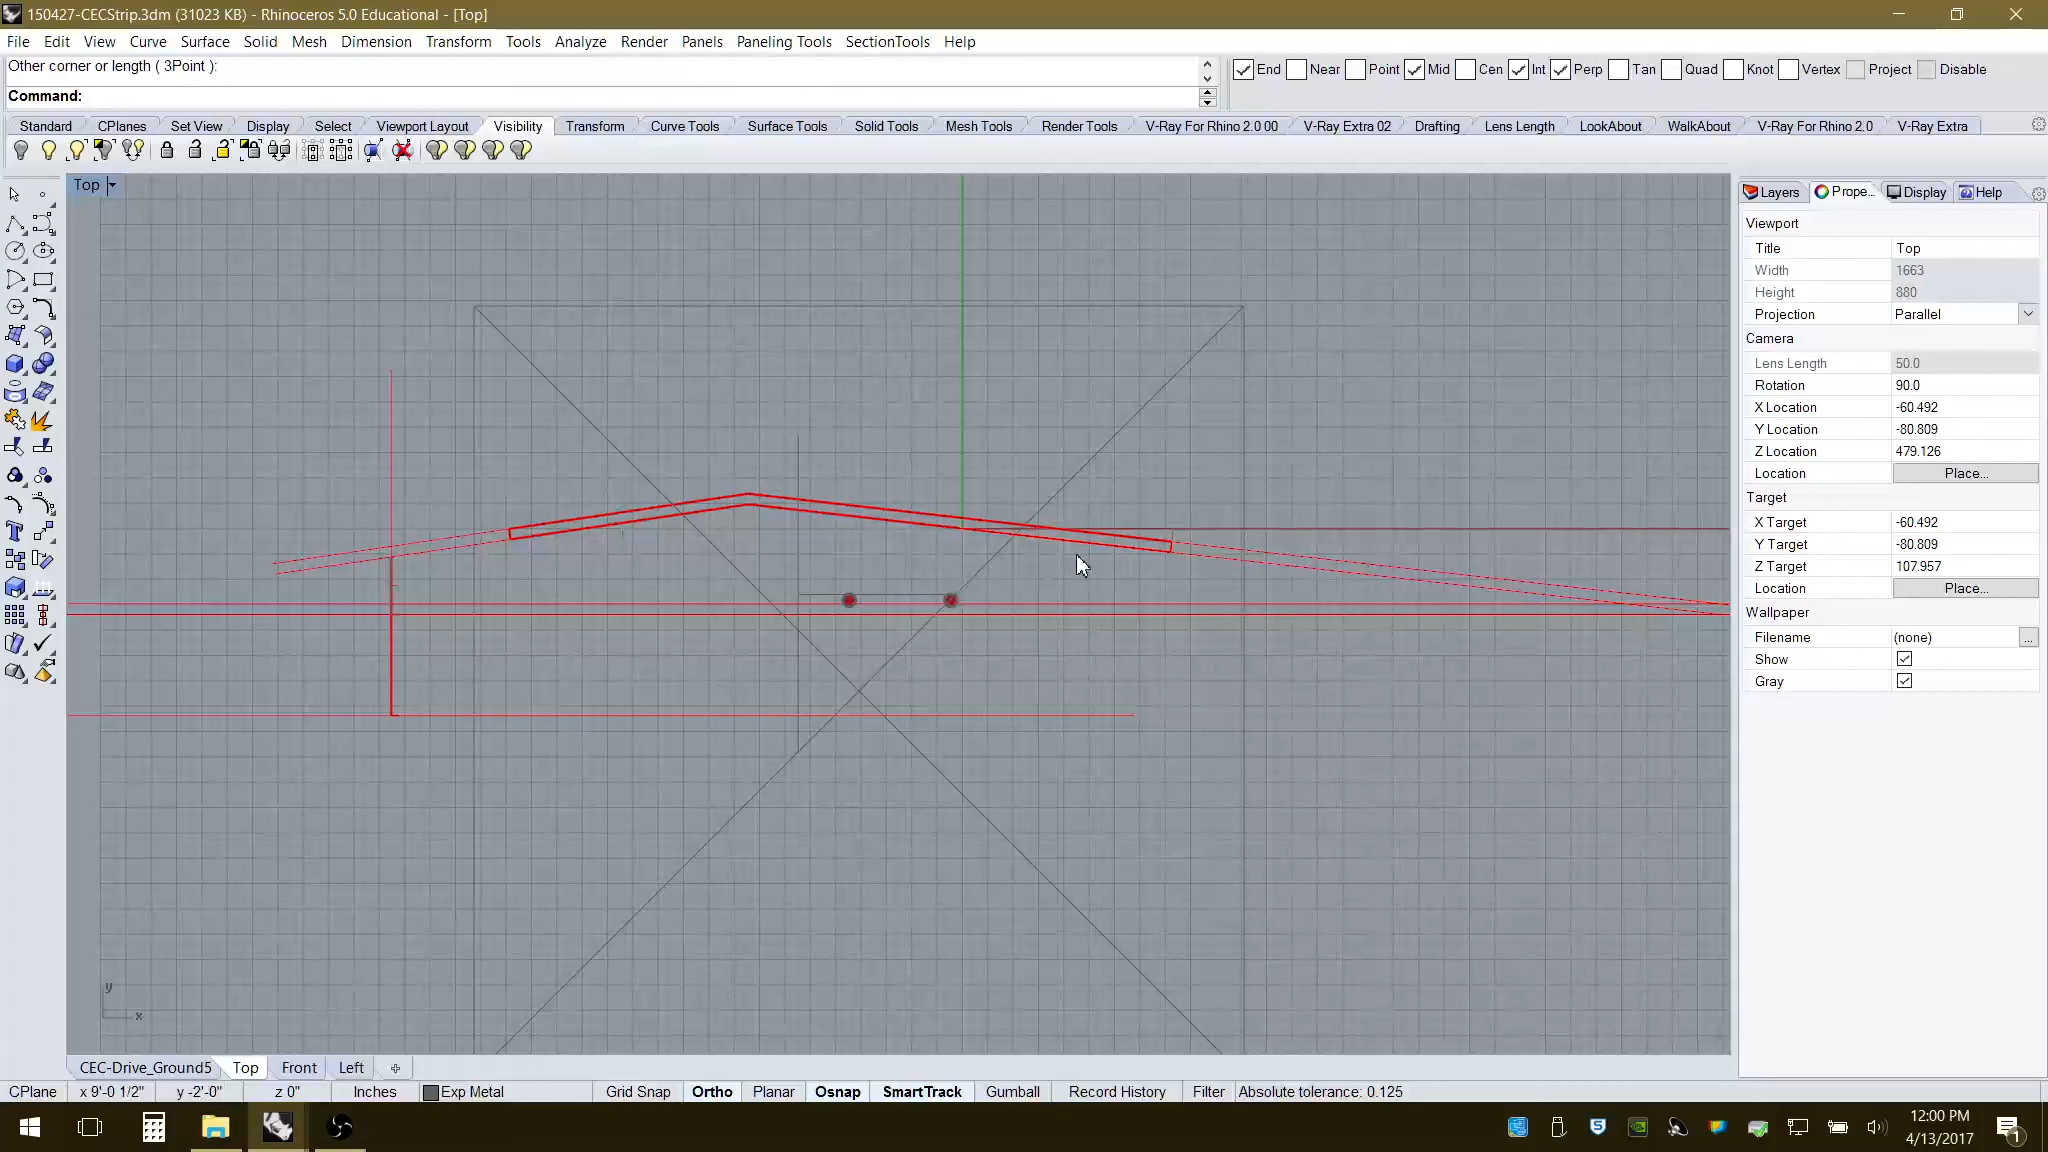 150427-CECStrip.3dm (31023 KB) - Rhinoceros 5.0 Educational - [Top]
File Edit View Curve Surface Solid Mesh Dimension Transform Tools Analyze Render Panels Paneling Tools SectionTools Help
Other corner or length ( 3Point ):
Command:
End Near Point Mid Cen Int Perp Tan Quad Knot Vertex Project Disable
Standard CPlanes Set View Display Select Viewport Layout Visibility Transform Curve Tools Surface Tools Solid Tools Mesh Tools Render Tools V-Ray For Rhino 2.0 00 V-Ray Extra 02 Drafting Lens Length LookAbout WalkAbout V-Ray For Rhino 2.0 V-Ray Extra
Top
Layers Prope... Display Help
Viewport
Title Top
Width 1663
Height 880
Projection Parallel
Camera
Lens Length 50.0
Rotation 90.0
X Location -60.492
Y Location -80.809
Z Location 479.126
Location Place...
Target
X Target -60.492
Y Target -80.809
Z Target 107.957
Location Place...
Wallpaper
Filename (none) ...
Show
Gray
y
x
CEC-Drive_Ground5 Top Front Left
CPlane x 9'-0 1/2" y -2'-0" z 0" Inches Exp Metal Grid Snap Ortho Planar Osnap SmartTrack Gumball Record History Filter Absolute tolerance: 0.125
12:00 PM
4/13/2017
1